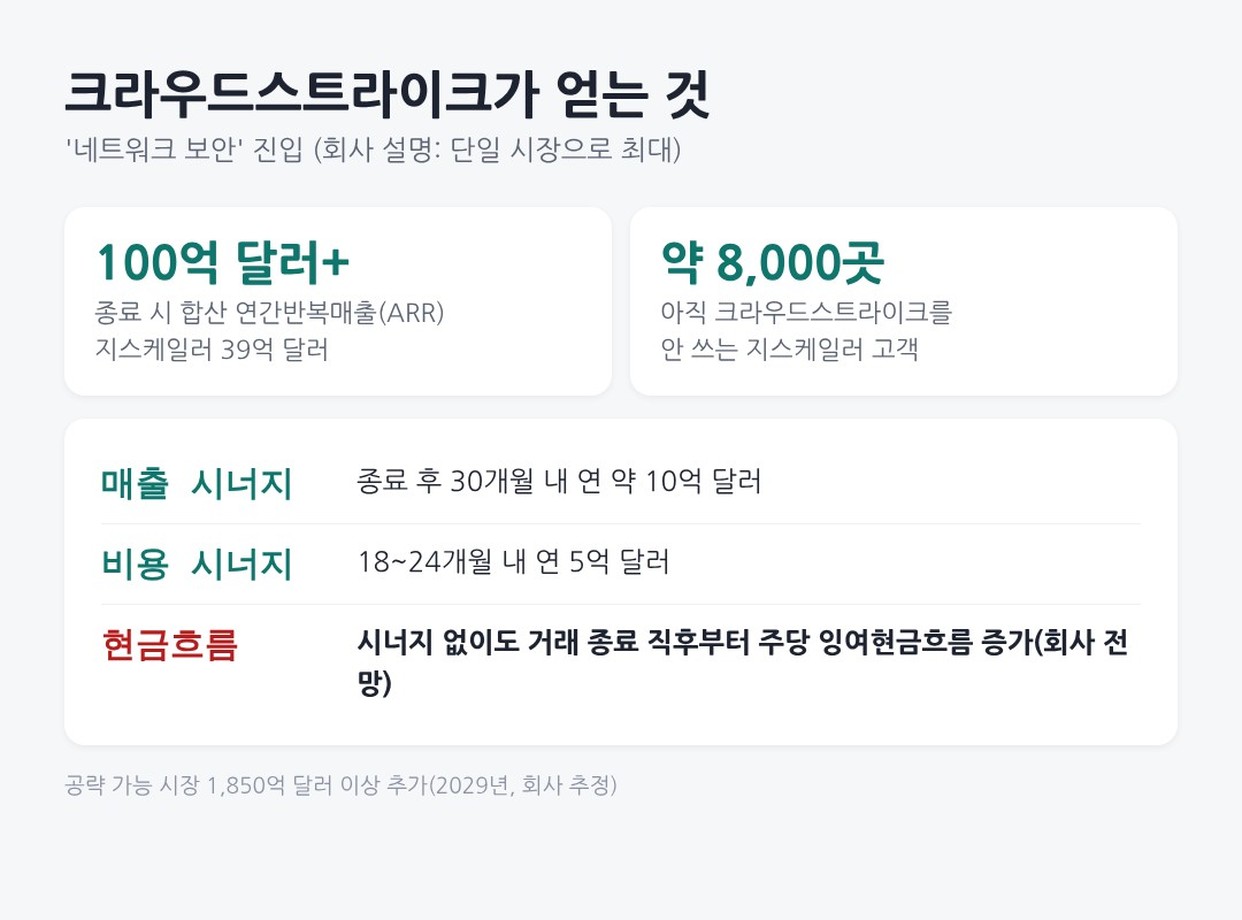 크라우드스트라이크가 얻는 것
'네트워크 보안' 진입 (회사 설명: 단일 시장으로 최대)
100억 달러+
종료 시 합산 연간반복매출(ARR)
지스케일러 39억 달러
약 8,000곳
아직 크라우드스트라이크를
안 쓰는 지스케일러 고객
매출 시너지
종료 후 30개월 내 연 약 10억 달러
비용 시너지
18~24개월 내 연 5억 달러
현금흐름
시너지 없이도 거래 종료 직후부터 주당 잉여현금흐름 증가(회사 전
망)
공략 가능 시장 1,850억 달러 이상 추가(2029년, 회사 추정)